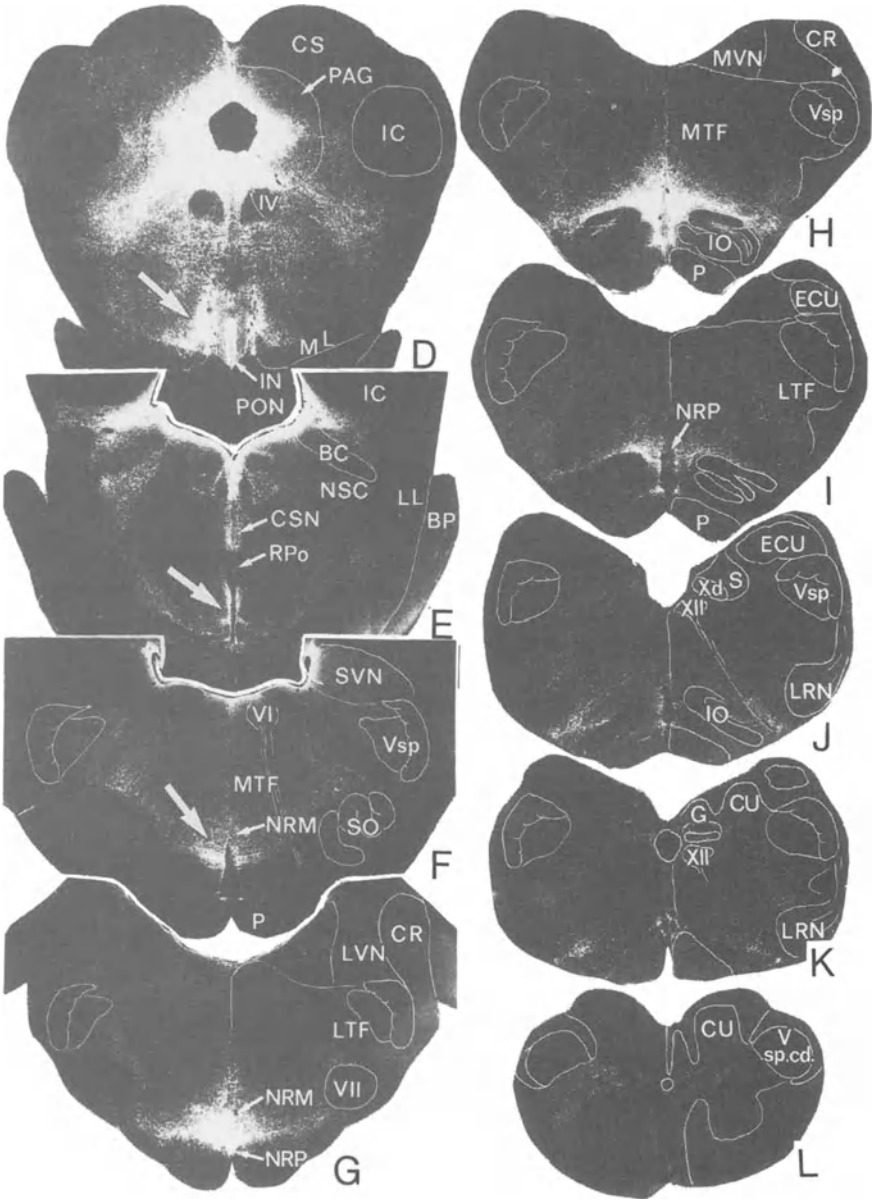 CS
PAG
IC
IV
ML
D
IN
PON
IC
BC
NSC
LL
BP
CSN
RPo
E
SVN
VI
Vsp
MTF
NRM
SO
F
P
CR
LVN
LTF
VII
NRM
NRP
G
CR
MVN
Vsp
MTF
IO
H
P
ECU
LTF
NRP
I
P
ECU
Xd S
Vsp
XII
LRN
IO
J
G CU
XII
LRN
K
CU
V
sp.cd.
L